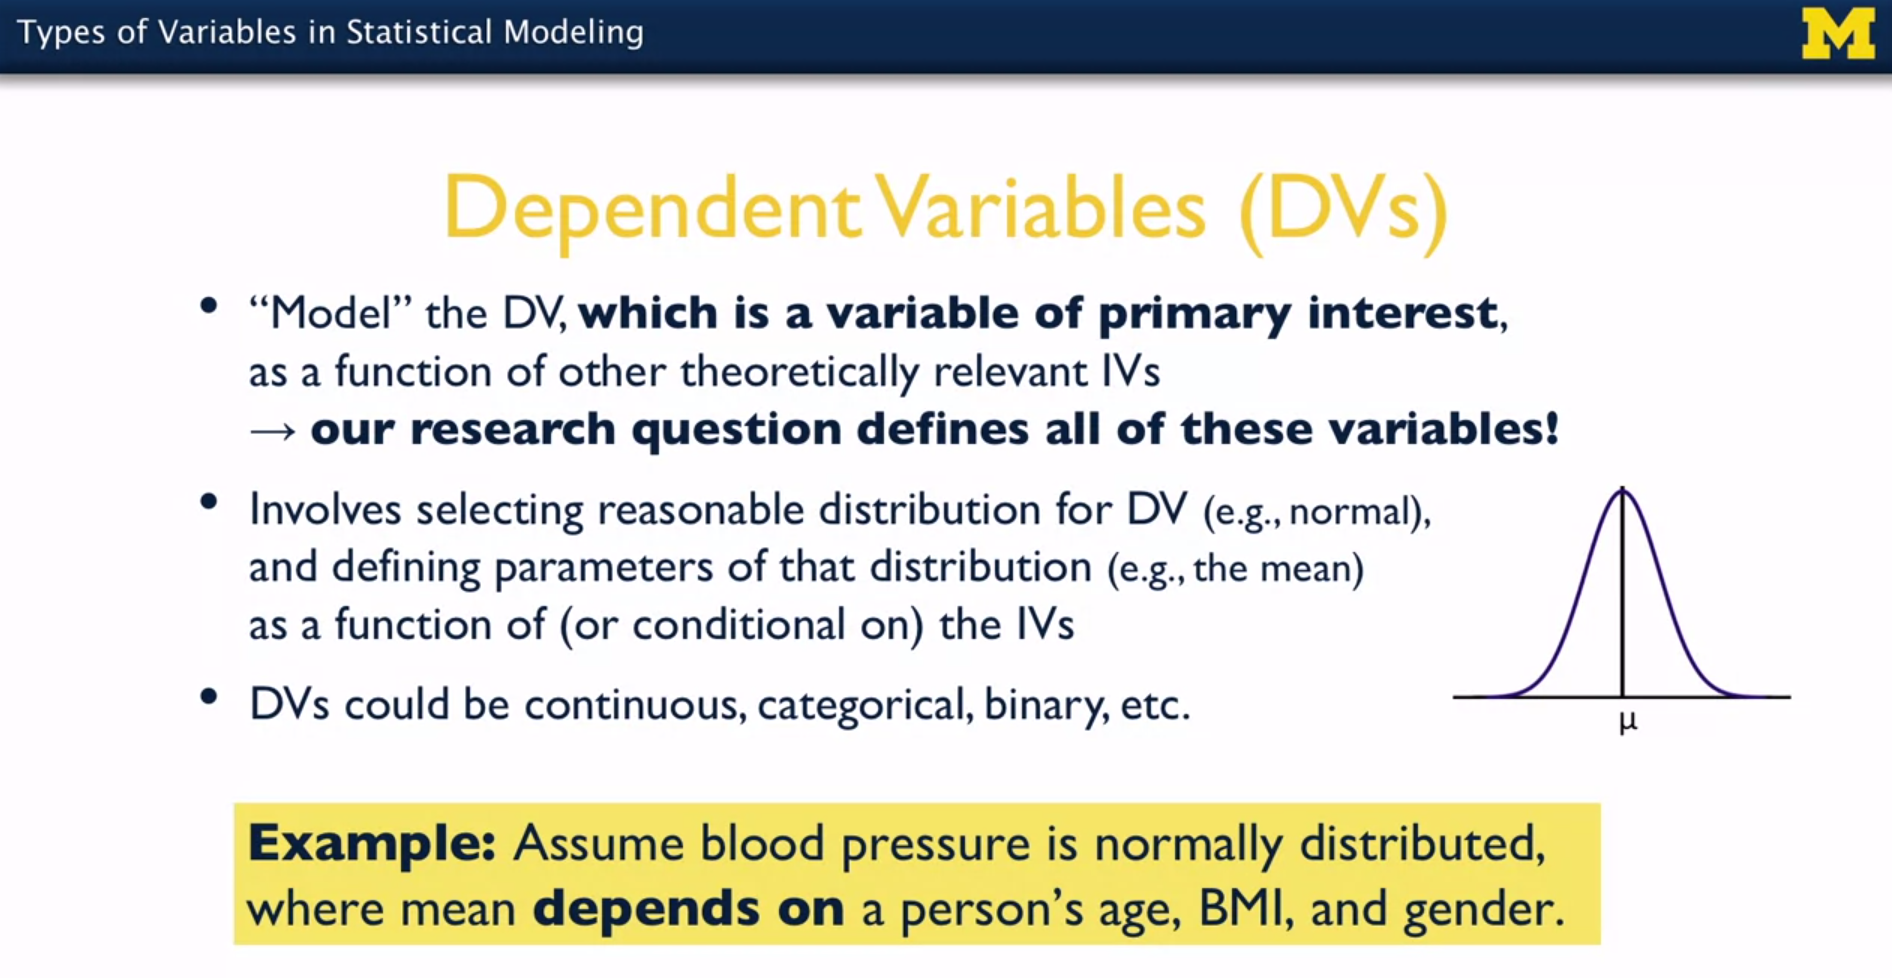 Types of Variables in Statistical Modeling
M
Dependent Variables (DVs)
• “Model” the DV, which is a variable of primary interest,
as a function of other theoretically relevant IVs
→ our research question defines all of these variables!
• Involves selecting reasonable distribution for DV (e.g., normal),
and defining parameters of that distribution (e.g., the mean)
as a function of (or conditional on) the IVs
• DVs could be continuous, categorical, binary, etc.
μ
Example: Assume blood pressure is normally distributed,
where mean depends on a person’s age, BMI, and gender.